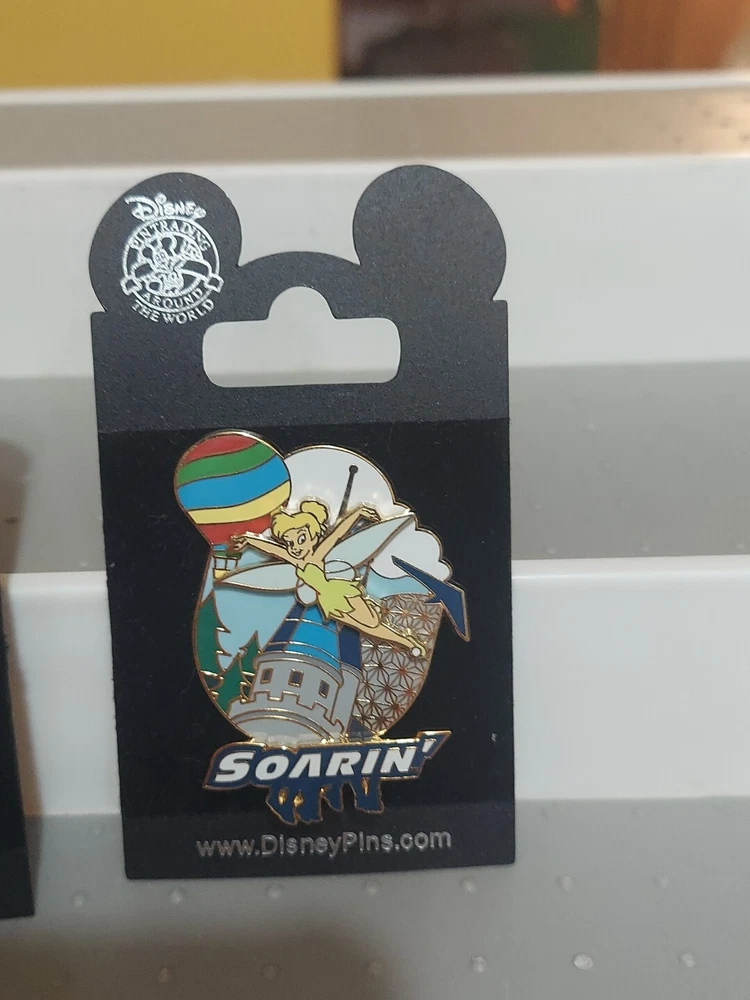 Disney
PIN TRADING
AROUND
THE WORLD
SOARIN'
www.DisneyPins.com